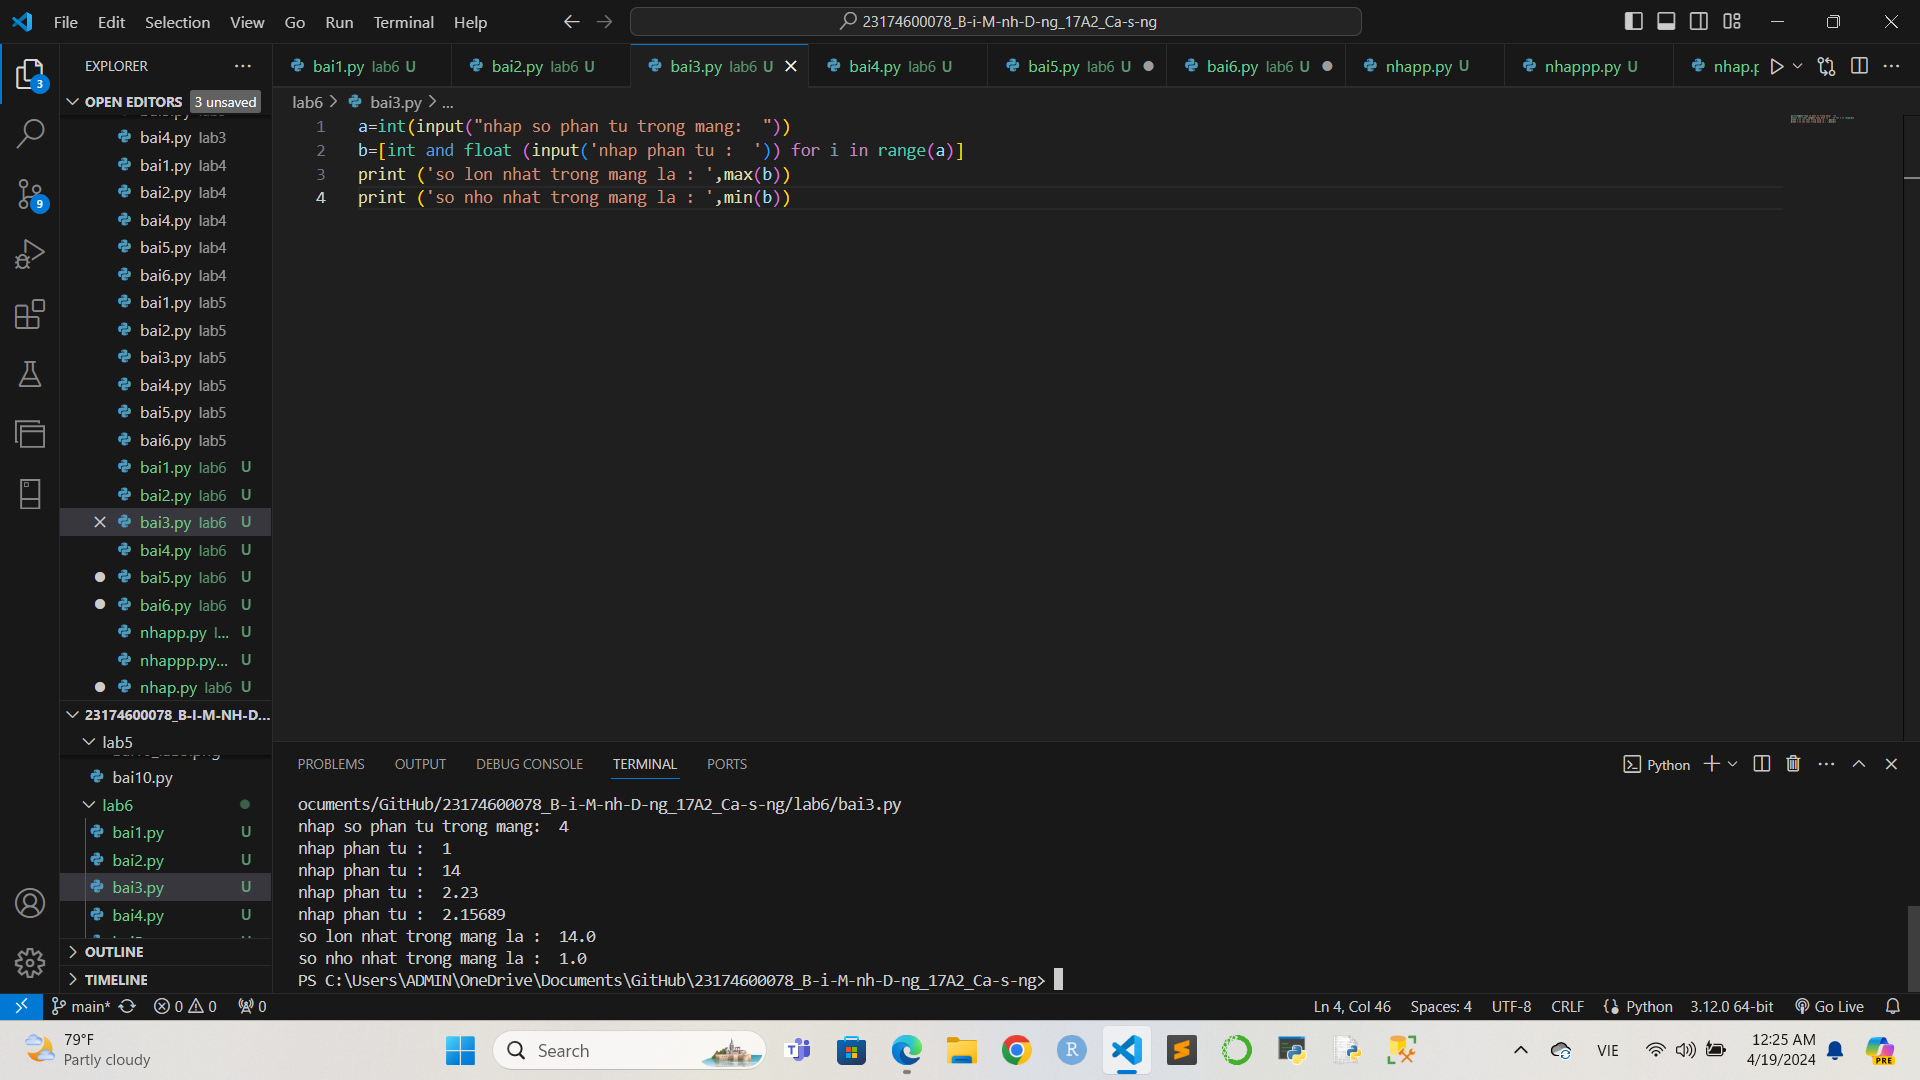 File Edit Selection View Go Run Terminal Help
23174600078_B-i-M-nh-D-ng_17A2_Ca-s-ng
EXPLORER
OPEN EDITORS 3 unsaved
bai4.py lab3
bai1.py lab4
bai2.py lab4
bai4.py lab4
bai5.py lab4
bai6.py lab4
bai1.py lab5
bai2.py lab5
bai3.py lab5
bai4.py lab5
bai5.py lab5
bai6.py lab5
bai1.py lab6 U
bai2.py lab6 U
bai3.py lab6 U
bai4.py lab6 U
bai5.py lab6 U
bai6.py lab6 U
nhapp.py l... U
nhappp.py... U
nhap.py lab6 U
23174600078_B-I-M-NH-D...
lab5
bai10.py
lab6
bai1.py U
bai2.py U
bai3.py U
bai4.py U
OUTLINE
TIMELINE
3
9
bai1.py lab6 U
bai2.py lab6 U
bai3.py lab6 U
bai4.py lab6 U
bai5.py lab6 U
bai6.py lab6 U
nhapp.py U
nhappp.py U
nhap.p
lab6 > bai3.py > ...
1 a=int(input("nhap so phan tu trong mang:  "))
2 b=[int and float (input('nhap phan tu :  ')) for i in range(a)]
3 print ('so lon nhat trong mang la : ',max(b))
4 print ('so nho nhat trong mang la : ',min(b))
PROBLEMS OUTPUT DEBUG CONSOLE TERMINAL PORTS
Python
ocuments/GitHub/23174600078_B-i-M-nh-D-ng_17A2_Ca-s-ng/lab6/bai3.py
nhap so phan tu trong mang:  4
nhap phan tu :  1
nhap phan tu :  14
nhap phan tu :  2.23
nhap phan tu :  2.15689
so lon nhat trong mang la :  14.0
so nho nhat trong mang la :  1.0
PS C:\Users\ADMIN\OneDrive\Documents\GitHub\23174600078_B-i-M-nh-D-ng_17A2_Ca-s-ng>
main* 0 0 0
Ln 4, Col 46 Spaces: 4 UTF-8 CRLF Python 3.12.0 64-bit Go Live
79°F
Partly cloudy
Search
R
PRE
VIE
12:25 AM
4/19/2024